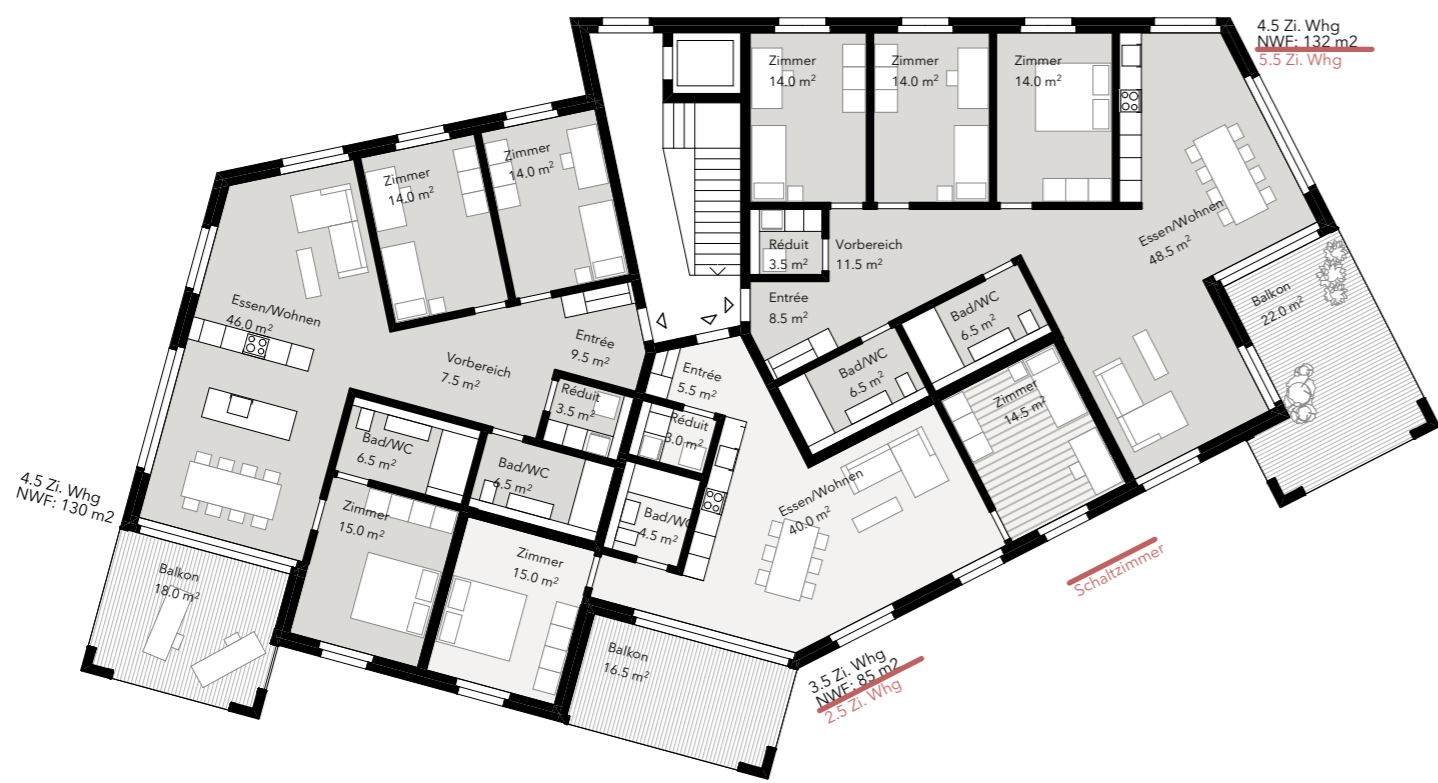 4.5 Zi. Whg
NWF: 132 m2
5.5 Zi. Whg
Zimmer
14.0 m²
Zimmer
14.0 m²
Zimmer
14.0 m²
Zimmer
14.0 m²
Zimmer
14.0 m²
Essen/Wohnen
48.5 m²
Réduit
3.5 m²
Vorbereich
11.5 m²
Balkon
22.0 m²
Entrée
8.5 m²
Bad/WC
6.5 m²
Essen/Wohnen
46.0 m²
Entrée
9.5 m²
Vorbereich
7.5 m²
Entrée
5.5 m²
Bad/WC
6.5 m²
Zimmer
14.5 m²
Réduit
3.5 m²
Réduit
3.0 m²
Bad/WC
6.5 m²
Bad/WC
6.5 m²
Essen/Wohnen
40.0 m²
4.5 Zi. Whg
NWF: 130 m2
Zimmer
15.0 m²
Bad/WC
4.5 m²
Zimmer
15.0 m²
Balkon
18.0 m²
Schaltzimmer
Balkon
16.5 m²
3.5 Zi. Whg
NWF: 85 m2
2.5 Zi. Whg